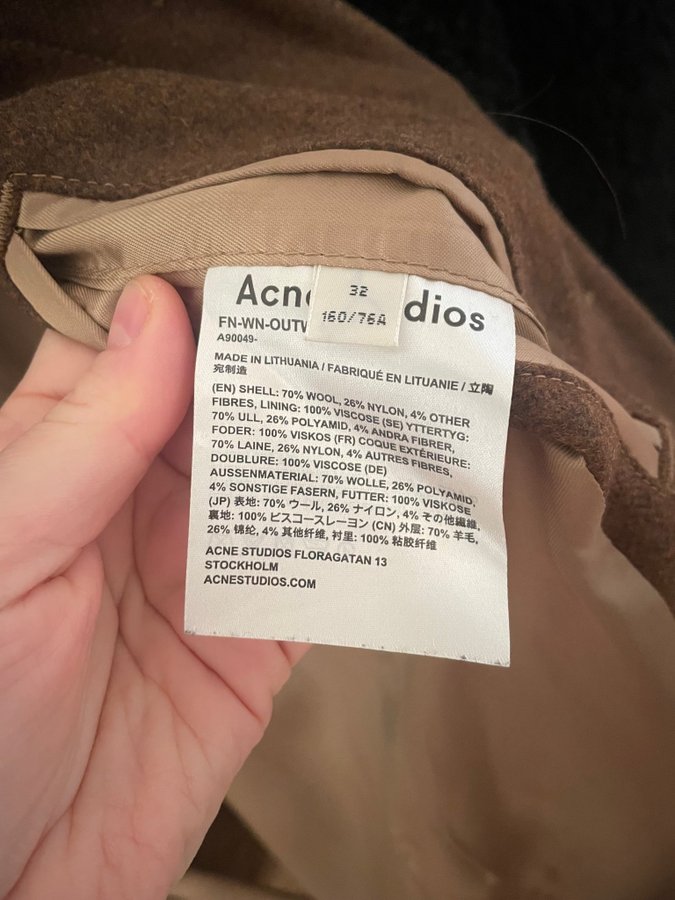 Acn
dios
32
160/76A
FN-WN-OUTW
A90049-
MADE IN LITHUANIA / FABRIQUÉ EN LITUANIE / 立陶
宛制造
(EN) SHELL: 70% WOOL, 26% NYLON, 4% OTHER
FIBRES, LINING: 100% VISCOSE (SE) YTTERTYG:
70% ULL, 26% POLYAMID, 4% ANDRA FIBRER,
FODER: 100% VISKOS (FR) COQUE EXTÉRIEURE:
70% LAINE, 26% NYLON, 4% AUTRES FIBRES,
DOUBLURE: 100% VISCOSE (DE)
AUSSENMATERIAL: 70% WOLLE, 26% POLYAMID,
4% SONSTIGE FASERN, FUTTER: 100% VISKOSE
(JP) 表地: 70% ウール, 26% ナイロン, 4% その他繊維,
裏地: 100% ビスコースレーヨン (CN) 外层: 70% 羊毛,
26% 锦纶, 4% 其他纤维, 衬里: 100% 粘胶纤维
ACNE STUDIOS FLORAGATAN 13
STOCKHOLM
ACNESTUDIOS.COM